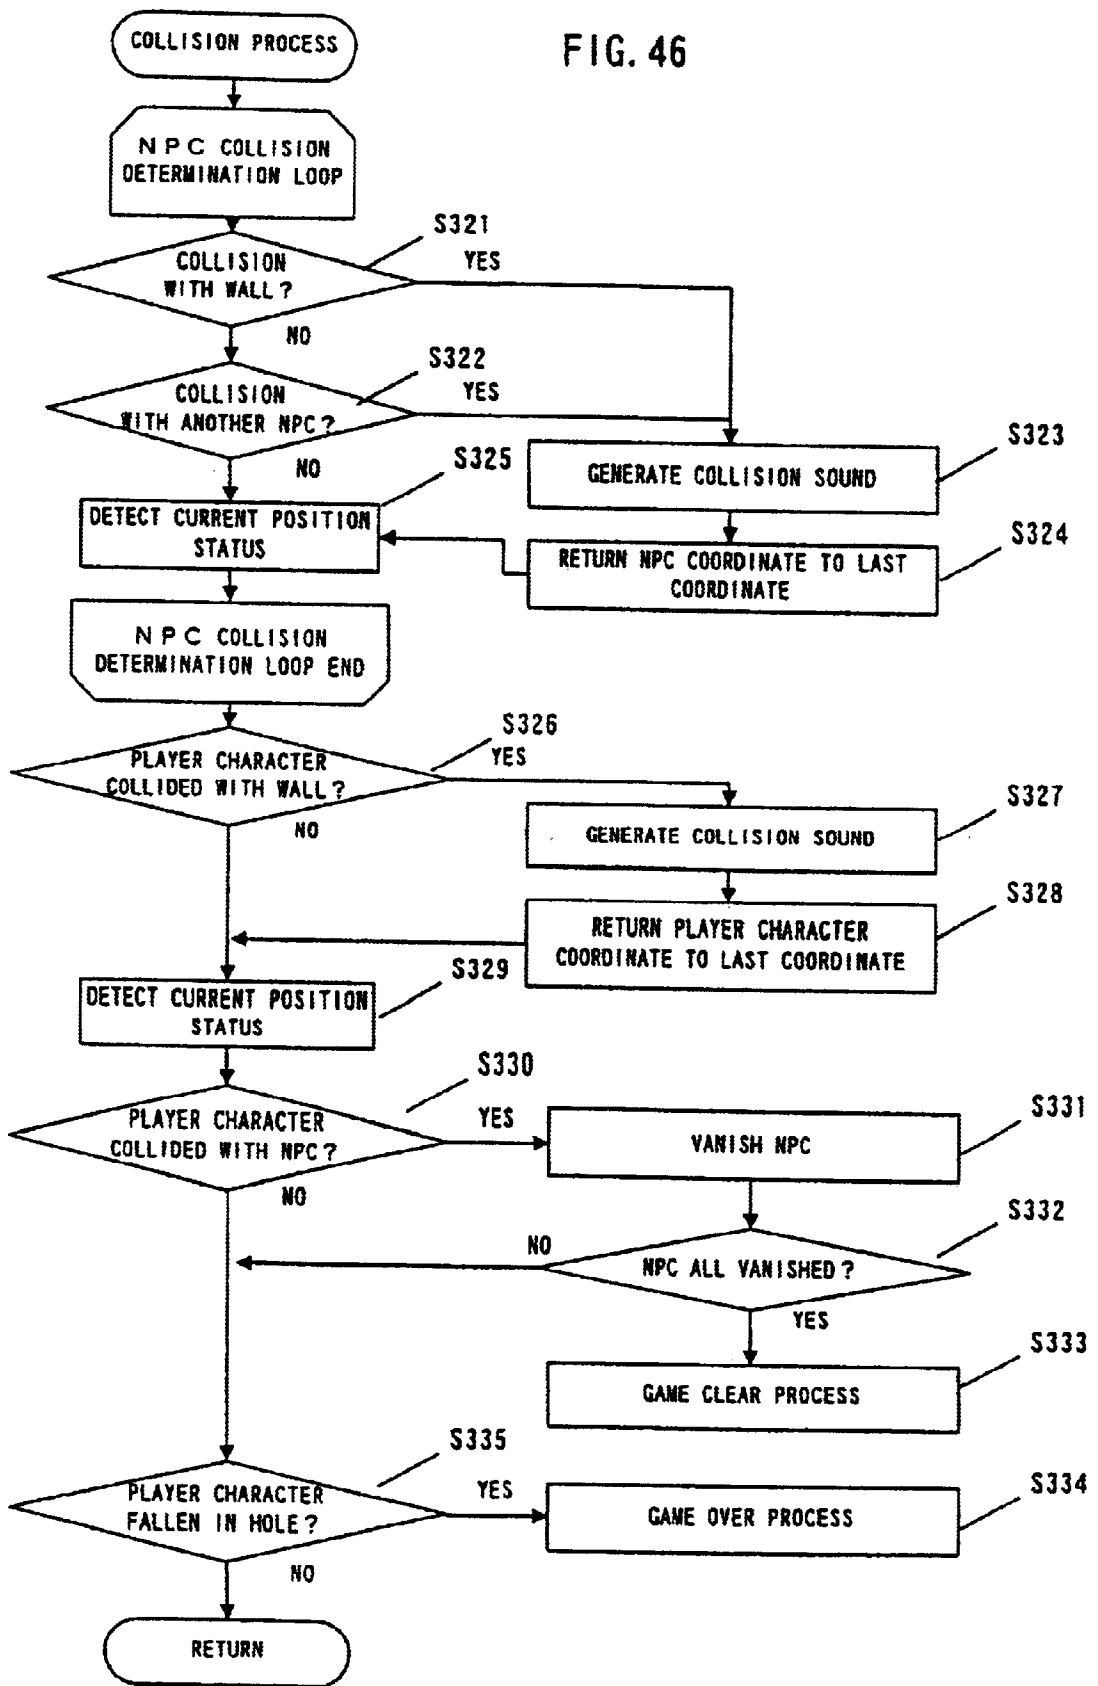 FIG. 46
COLLISION PROCESS
NPC COLLISION
DETERMINATION LOOP
S321
COLLISION
WITH WALL?
YES
NO
S322
COLLISION
WITH ANOTHER NPC?
YES
NO
S323
GENERATE COLLISION SOUND
S325
DETECT CURRENT POSITION
STATUS
S324
RETURN NPC COORDINATE TO LAST
COORDINATE
NPC COLLISION
DETERMINATION LOOP END
S326
PLAYER CHARACTER
COLLIDED WITH WALL?
YES
NO
S327
GENERATE COLLISION SOUND
S328
RETURN PLAYER CHARACTER
COORDINATE TO LAST COORDINATE
S329
DETECT CURRENT POSITION
STATUS
S330
PLAYER CHARACTER
COLLIDED WITH NPC?
YES
NO
S331
VANISH NPC
S332
NPC ALL VANISHED?
NO
YES
S333
GAME CLEAR PROCESS
S335
PLAYER CHARACTER
FALLEN IN HOLE?
YES
NO
S334
GAME OVER PROCESS
RETURN